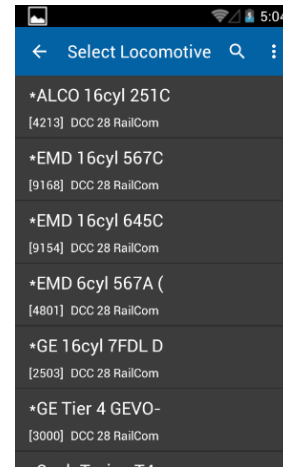 5:04
Select Locomotive
*ALCO 16cyl 251C
[4213] DCC 28 RailCom
*EMD 16cyl 567C
[9168] DCC 28 RailCom
*EMD 16cyl 645C
[9154] DCC 28 RailCom
*EMD 6cyl 567A (
[4801] DCC 28 RailCom
*GE 16cyl 7FDL D
[2503] DCC 28 RailCom
*GE Tier 4 GEVO-
[3000] DCC 28 RailCom